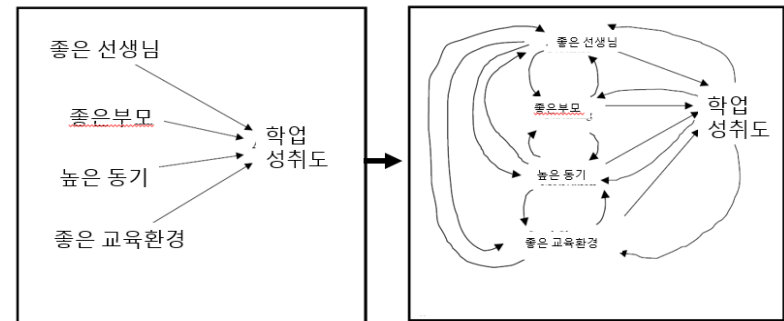 좋은 선생님
좋은부모
높은 동기
좋은 교육환경
학업
성취도
좋은 선생님
좋은부모
높은 동기
좋은 교육환경
학업
성취도